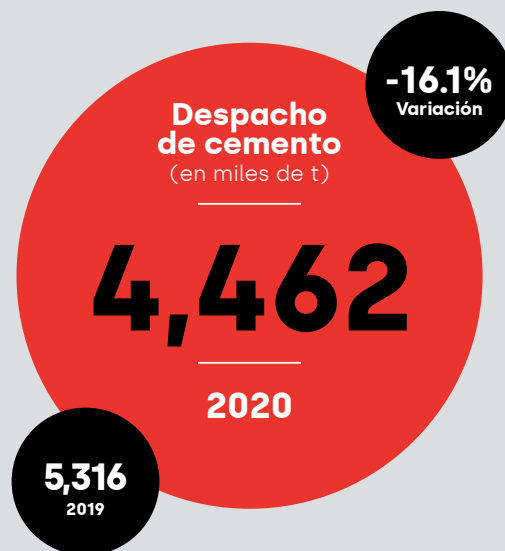 -16.1%
Variación
Despacho
de cemento
(en miles de t)
4,462
2020
5,316
2019